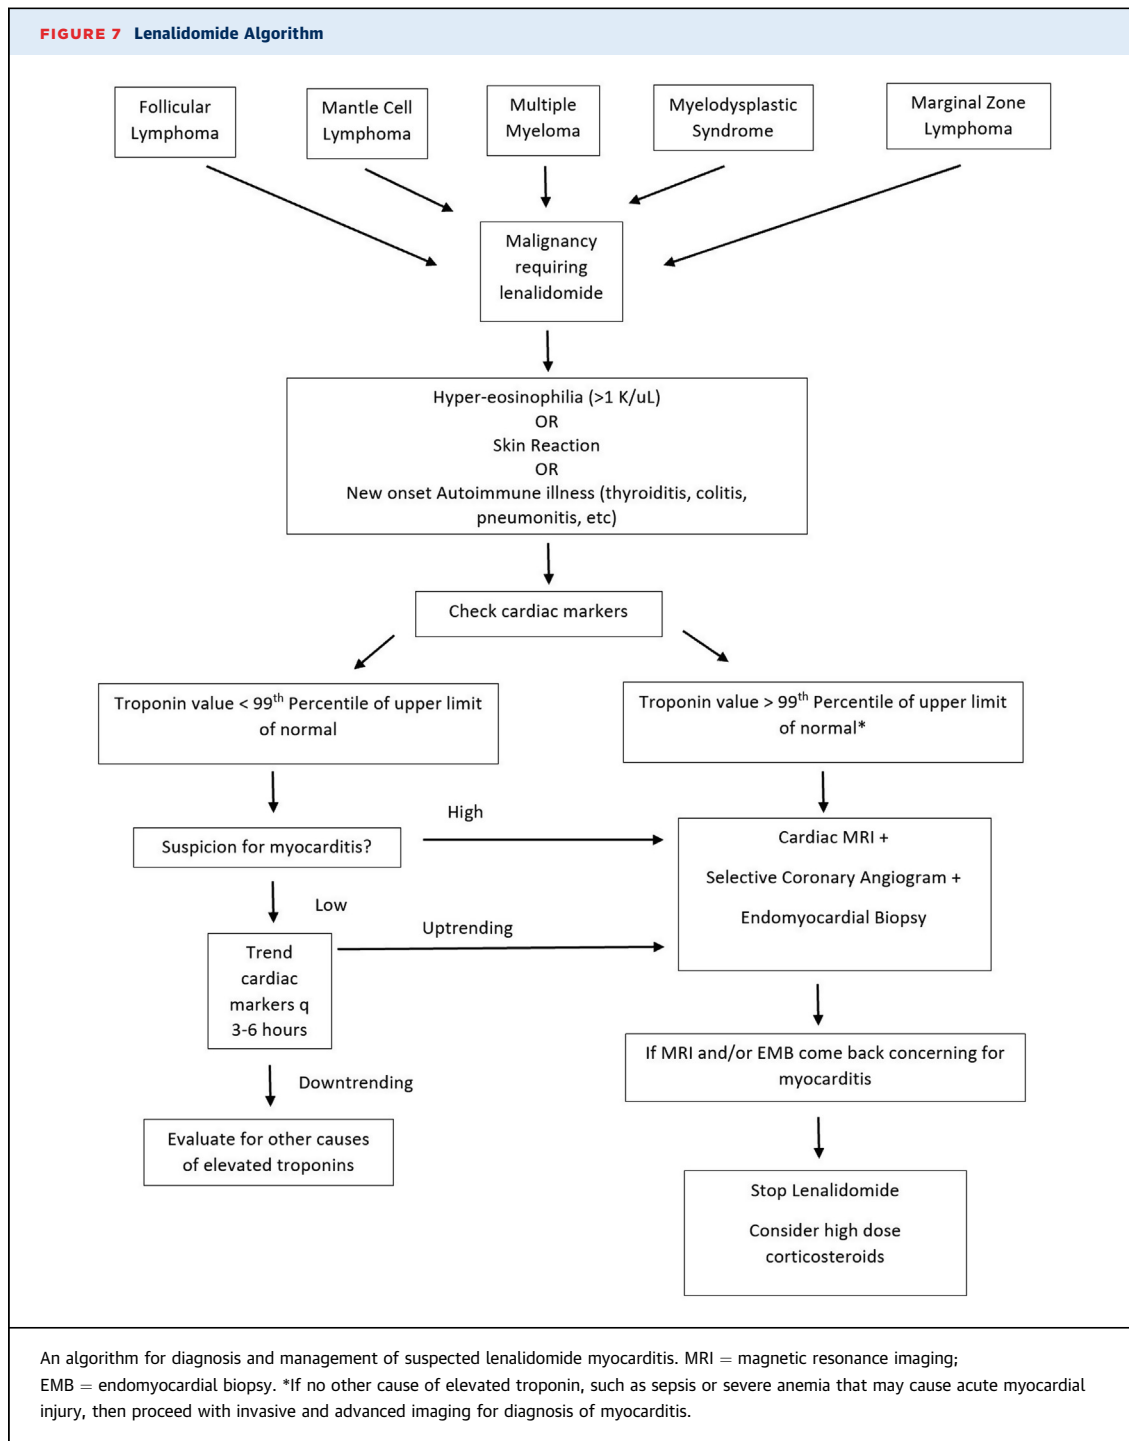 FIGURE 7 Lenalidomide Algorithm
Follicular
Lymphoma
Mantle Cell
Lymphoma
Multiple
Myeloma
Myelodysplastic
Syndrome
Marginal Zone
Lymphoma
Malignancy
requiring
lenalidomide
Hyper-eosinophilia (>1 K/uL)
OR
Skin Reaction
OR
New onset Autoimmune illness (thyroiditis, colitis,
pneumonitis, etc)
Check cardiac markers
Troponin value < 99th Percentile of upper limit
of normal
Troponin value > 99th Percentile of upper limit
of normal*
Suspicion for myocarditis?
High
Cardiac MRI +
Selective Coronary Angiogram +
Endomyocardial Biopsy
Low
Uptrending
Trend
cardiac
markers q
3-6 hours
If MRI and/or EMB come back concerning for
myocarditis
Downtrending
Evaluate for other causes
of elevated troponins
Stop Lenalidomide
Consider high dose
corticosteroids
An algorithm for diagnosis and management of suspected lenalidomide myocarditis. MRI = magnetic resonance imaging;
EMB = endomyocardial biopsy. *If no other cause of elevated troponin, such as sepsis or severe anemia that may cause acute myocardial
injury, then proceed with invasive and advanced imaging for diagnosis of myocarditis.